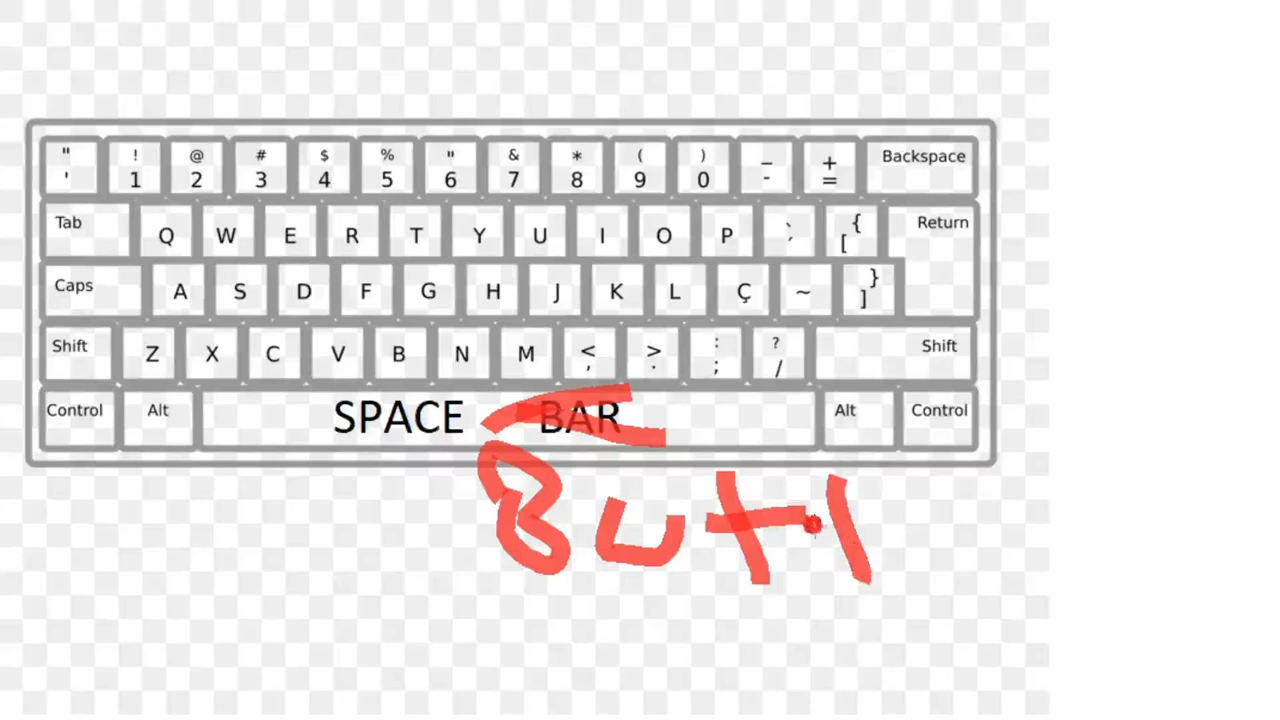 " ! @ # $ % " & * ( ) _ + Backspace
' 1 2 3 4 5 6 7 8 9 0 - =
Tab Q W E R T Y U I O P ` ´ { [ Return
Caps A S D F G H J K L Ç ~ } ]
Shift Z X C V B N M < , > . : ; ? / Shift
Control Alt SPACE BAR Alt Control
But